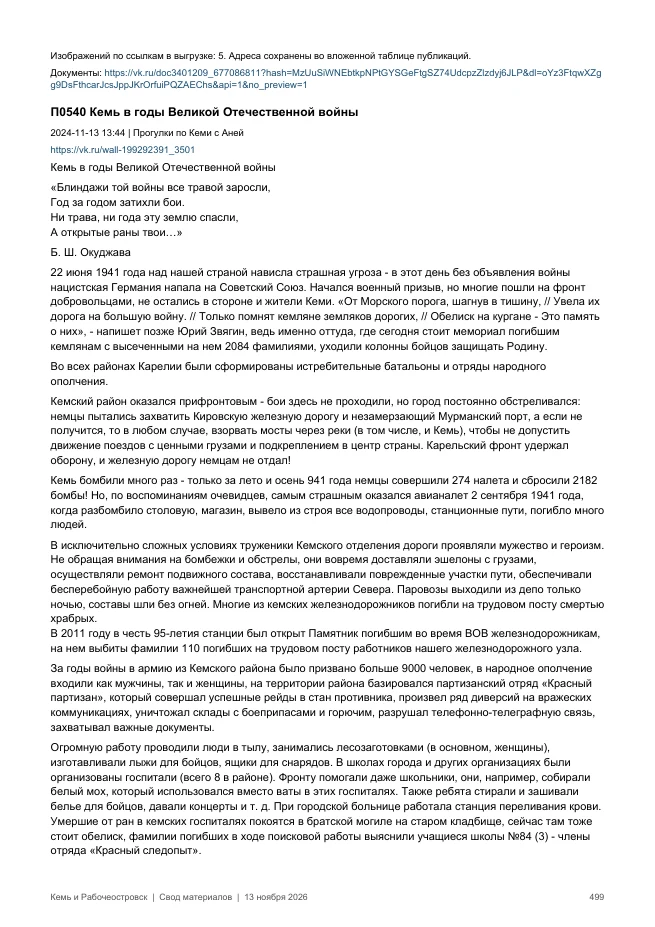 Изображений по ссылкам в выгрузке: 5. Адреса сохранены во вложенной таблице публикаций.
Документы: https://vk.ru/doc3401209_677086811?hash=MzUuSiWNEbtkpNPtGYSGeFtgSZ74UdcpzZlzdyj6JLP&dl=oYz3FtqwXZg
g9DsFthcarJcsJppJKrOrfuiPQZAEChs&api=1&no_preview=1
П0540 Кемь в годы Великой Отечественной войны
2024-11-13 13:44 | Прогулки по Кеми с Аней
https://vk.ru/wall-199292391_3501
Кемь в годы Великой Отечественной войны
«Блиндажи той войны все травой заросли,
Год за годом затихли бои.
Ни трава, ни года эту землю спасли,
А открытые раны твои…»
Б. Ш. Окуджава
22 июня 1941 года над нашей страной нависла страшная угроза - в этот день без объявления войны
нацистская Германия напала на Советский Союз. Начался военный призыв, но многие пошли на фронт
добровольцами, не остались в стороне и жители Кеми. «От Морского порога, шагнув в тишину, // Увела их
дорога на большую войну. // Только помнят кемляне земляков дорогих, // Обелиск на кургане - Это память
о них», - напишет позже Юрий Звягин, ведь именно оттуда, где сегодня стоит мемориал погибшим
кемлянам с высеченными на нем 2084 фамилиями, уходили колонны бойцов защищать Родину.
Во всех районах Карелии были сформированы истребительные батальоны и отряды народного
ополчения.
Кемский район оказался прифронтовым - бои здесь не проходили, но город постоянно обстреливался:
немцы пытались захватить Кировскую железную дорогу и незамерзающий Мурманский порт, а если не
получится, то в любом случае, взорвать мосты через реки (в том числе, и Кемь), чтобы не допустить
движение поездов с ценными грузами и подкреплением в центр страны. Карельский фронт удержал
оборону, и железную дорогу немцам не отдал!
Кемь бомбили много раз - только за лето и осень 941 года немцы совершили 274 налета и сбросили 2182
бомбы! Но, по воспоминаниям очевидцев, самым страшным оказался авианалет 2 сентября 1941 года,
когда разбомбило столовую, магазин, вывело из строя все водопроводы, станционные пути, погибло много
людей.
В исключительно сложных условиях труженики Кемского отделения дороги проявляли мужество и героизм.
Не обращая внимания на бомбежки и обстрелы, они вовремя доставляли эшелоны с грузами,
осуществляли ремонт подвижного состава, восстанавливали поврежденные участки пути, обеспечивали
бесперебойную работу важнейшей транспортной артерии Севера. Паровозы выходили из депо только
ночью, составы шли без огней. Многие из кемских железнодорожников погибли на трудовом посту смертью
храбрых.
В 2011 году в честь 95-летия станции был открыт Памятник погибшим во время ВОВ железнодорожникам,
на нем выбиты фамилии 110 погибших на трудовом посту работников нашего железнодорожного узла.
За годы войны в армию из Кемского района было призвано больше 9000 человек, в народное ополчение
входили как мужчины, так и женщины, на территории района базировался партизанский отряд «Красный
партизан», который совершал успешные рейды в стан противника, произвел ряд диверсий на вражеских
коммуникациях, уничтожал склады с боеприпасами и горючим, разрушал телефонно-телеграфную связь,
захватывал важные документы.
Огромную работу проводили люди в тылу, занимались лесозаготовками (в основном, женщины),
изготавливали лыжи для бойцов, ящики для снарядов. В школах города и других организациях были
организованы госпитали (всего 8 в районе). Фронту помогали даже школьники, они, например, собирали
белый мох, который использовался вместо ваты в этих госпиталях. Также ребята стирали и зашивали
белье для бойцов, давали концерты и т. д. При городской больнице работала станция переливания крови.
Умершие от ран в кемских госпиталях покоятся в братской могиле на старом кладбище, сейчас там тоже
стоит обелиск, фамилии погибших в ходе поисковой работы выяснили учащиеся школы №84 (3) - члены
отряда «Красный следопыт».
Кемь и Рабочеостровск | Свод материалов | 13 ноября 2026
499